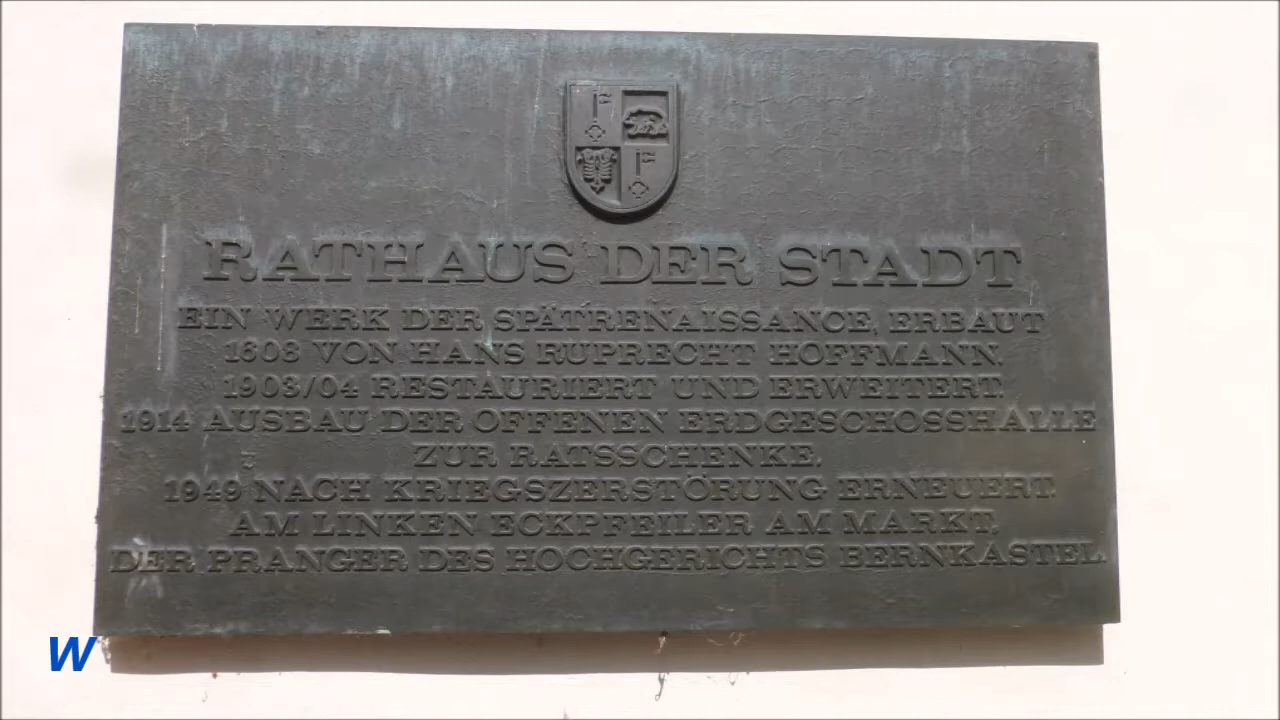 RATHAUS DER STADT
EIN WERK DER SPÄTRENAISSANCE, ERBAUT
1608 VON HANS RUPRECHT HOFFMANN.
1903/04 RESTAURIERT UND ERWEITERT.
1914 AUSBAU DER OFFENEN ERDGESCHOSSHALLE
ZUR RATSSCHENKE.
1949 NACH KRIEGSZERSTÖRUNG ERNEUERT.
AM LINKEN ECKPFEILER AM MARKT,
DER PRANGER DES HOCHGERICHTS BERNKASTEL.
W